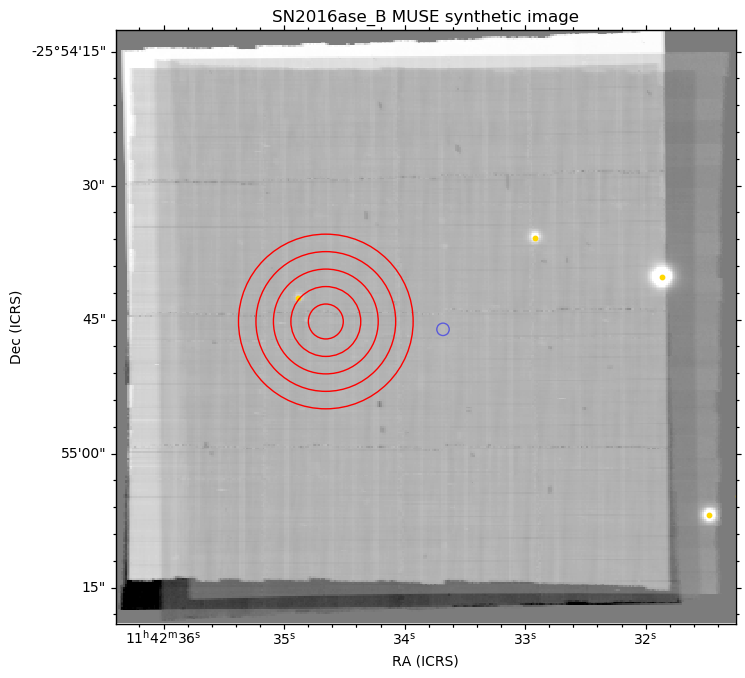 SN2016ase_B MUSE synthetic image
-25°54'15"
30"
45"
55'00"
15"
Dec (ICRS)
11ʰ42ᵐ36ˢ
35ˢ
34ˢ
33ˢ
32ˢ
RA (ICRS)